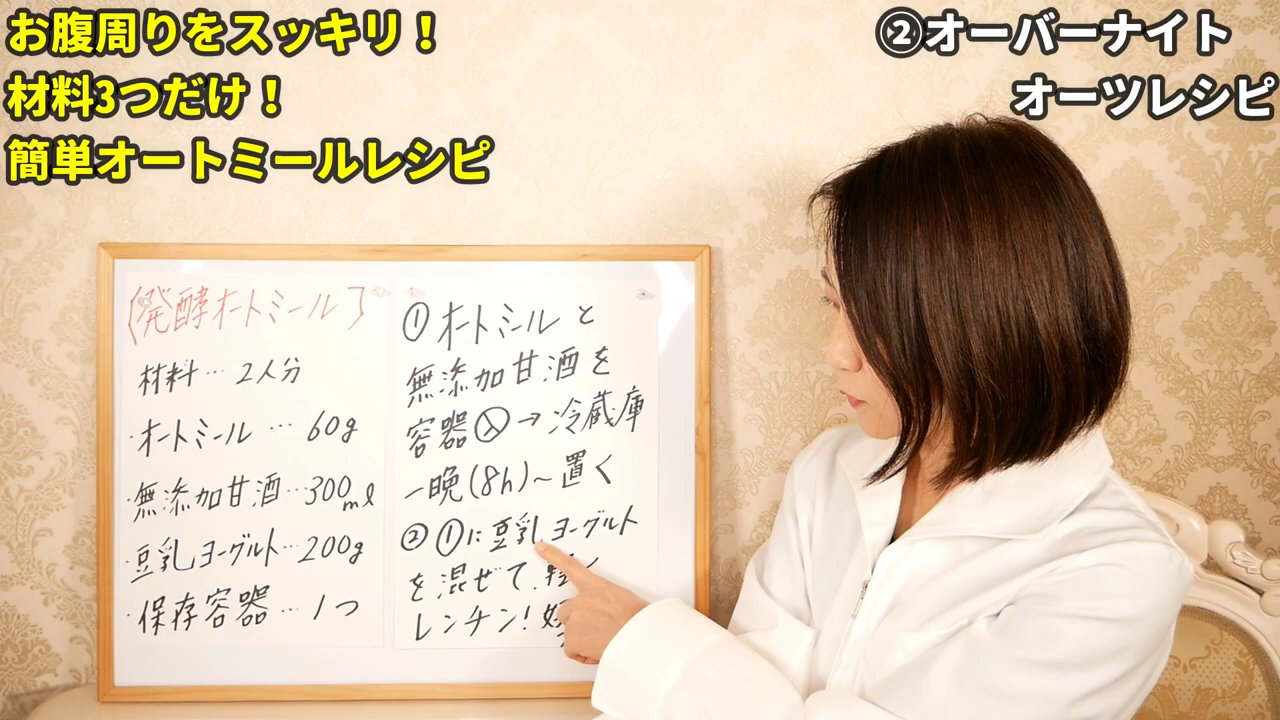 お腹周りをスッキリ！
材料3つだけ！
簡単オートミールレシピ
②オーバーナイト
オーツレシピ
〔発酵オートミール〕
材料…2人分
・オートミール…60g
・無添加甘酒…300ml
・豆乳ヨーグルト…200g
・保存容器…1つ
①オートミールと
無添加甘酒を
容器入→冷蔵庫
一晩(8h)~置く
②①に豆乳ヨーグルト
を混ぜて、
レンチン!